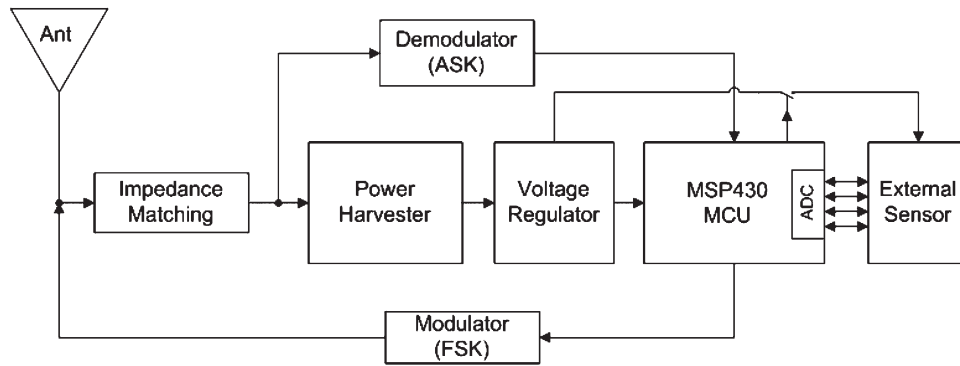 Ant
Demodulator
(ASK)
Impedance
Matching
Power
Harvester
Voltage
Regulator
MSP430
MCU
ADC
External
Sensor
Modulator
(FSK)